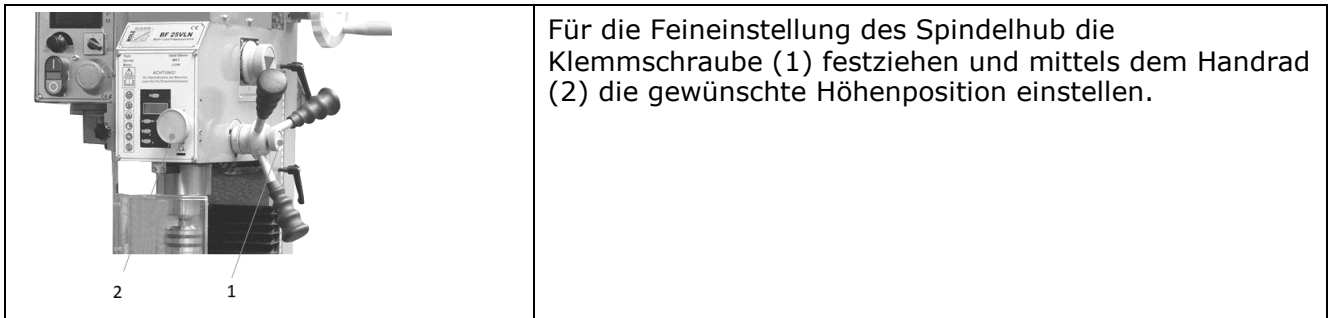 HOLZMANN
BF 25VLN
ACHTUNG!
2
1
Für die Feineinstellung des Spindelhub die
Klemmschraube (1) festziehen und mittels dem Handrad
(2) die gewünschte Höhenposition einstellen.